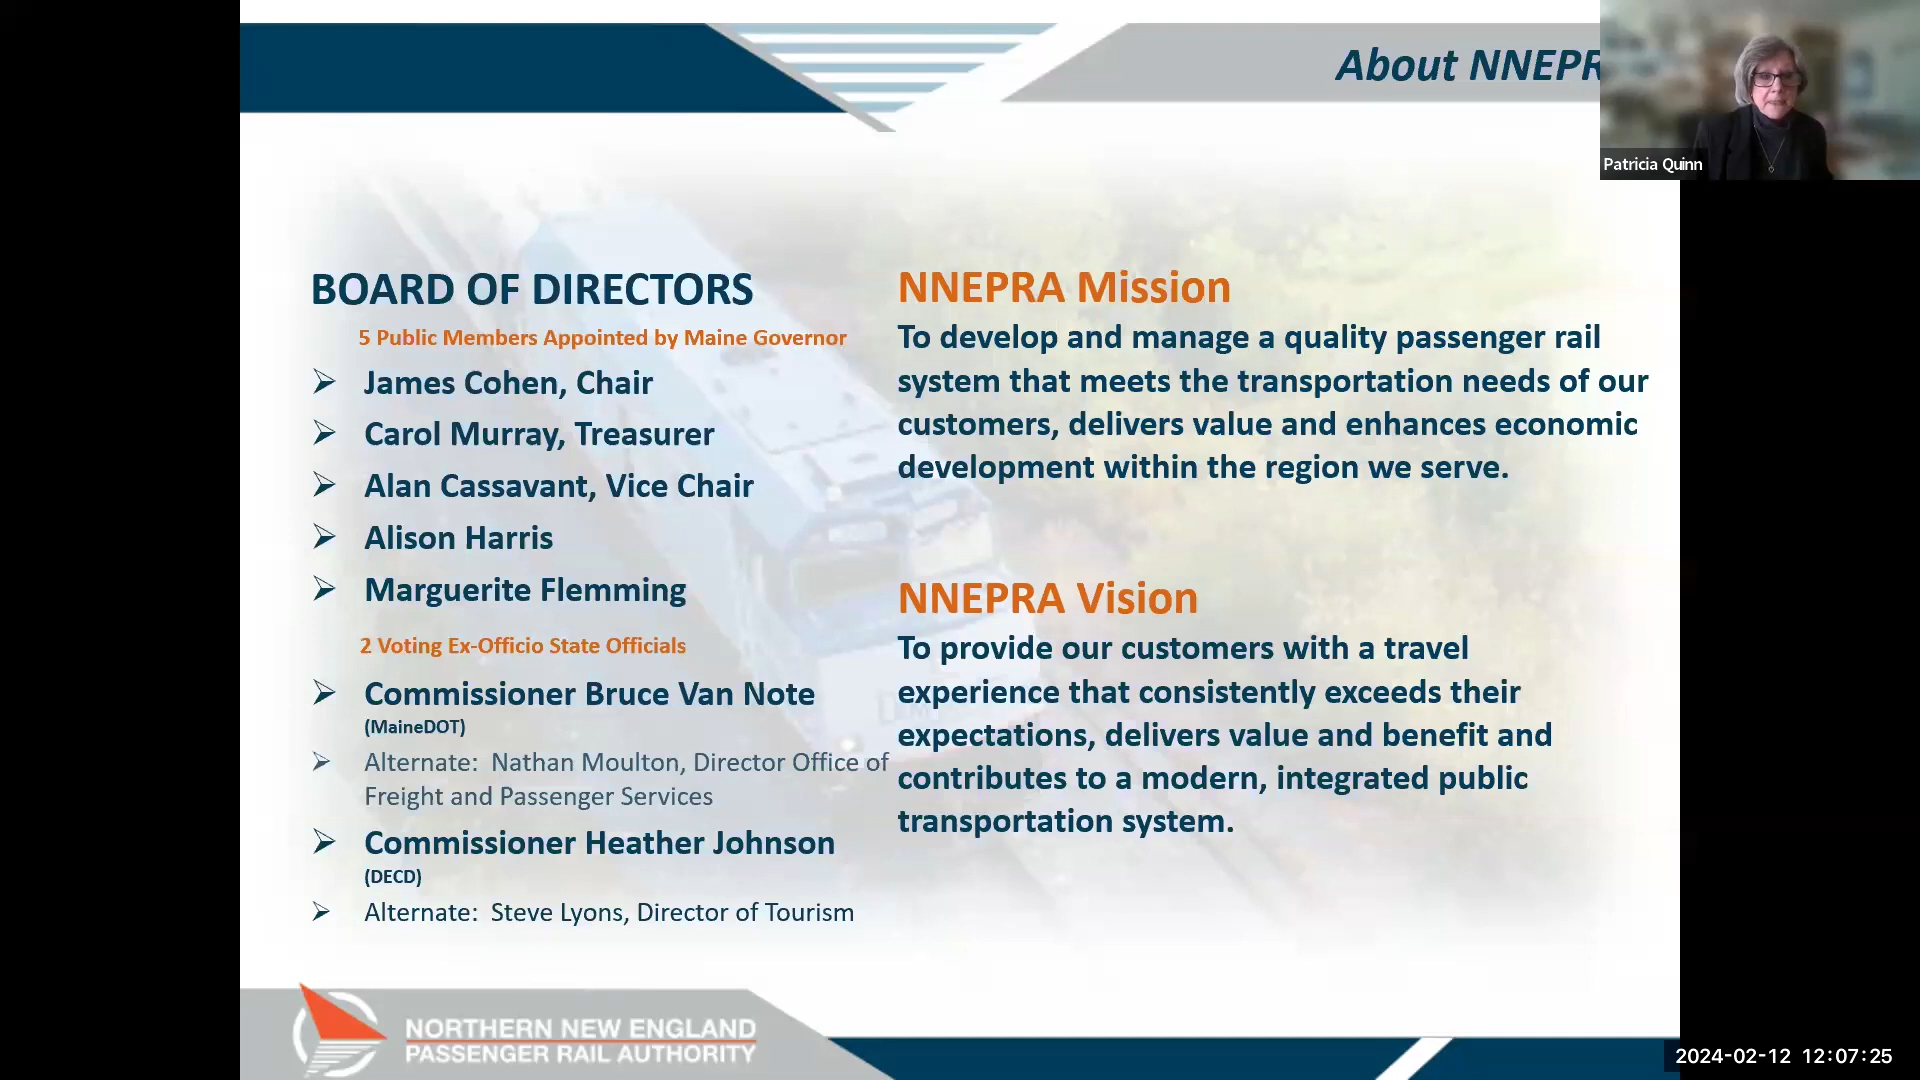 About NNEPR
Patricia Quinn
BOARD OF DIRECTORS
5 Public Members Appointed by Maine Governor
James Cohen, Chair
Carol Murray, Treasurer
Alan Cassavant, Vice Chair
Alison Harris
Marguerite Flemming
2 Voting Ex-Officio State Officials
Commissioner Bruce Van Note
(MaineDOT)
Alternate: Nathan Moulton, Director Office of
Freight and Passenger Services
Commissioner Heather Johnson
(DECD)
Alternate: Steve Lyons, Director of Tourism
NNEPRA Mission
To develop and manage a quality passenger rail
system that meets the transportation needs of our
customers, delivers value and enhances economic
development within the region we serve.
NNEPRA Vision
To provide our customers with a travel
experience that consistently exceeds their
expectations, delivers value and benefit and
contributes to a modern, integrated public
transportation system.
NORTHERN NEW ENGLAND
PASSENGER RAIL AUTHORITY
2024-02-12 12:07:25